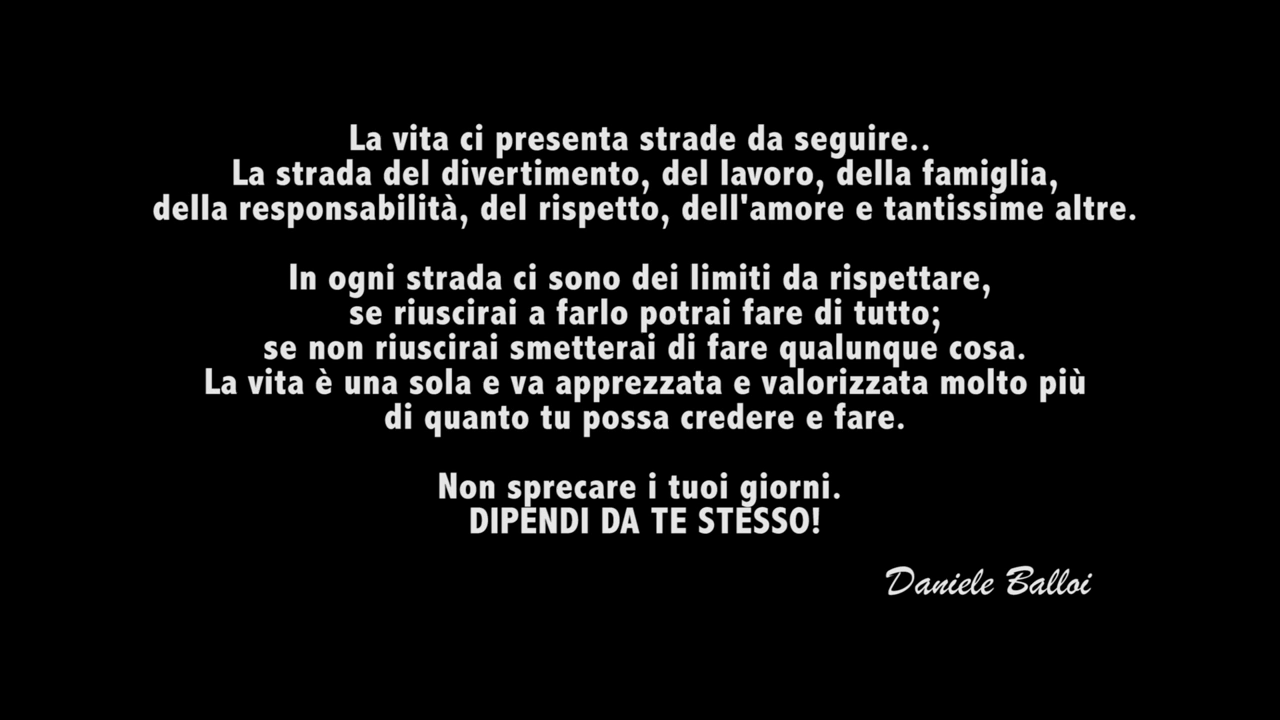 La vita ci presenta strade da seguire..
La strada del divertimento, del lavoro, della famiglia,
della responsabilità, del rispetto, dell'amore e tantissime altre.
In ogni strada ci sono dei limiti da rispettare,
se riuscirai a farlo potrai fare di tutto;
se non riuscirai smetterai di fare qualunque cosa.
La vita è una sola e va apprezzata e valorizzata molto più
di quanto tu possa credere e fare.
Non sprecare i tuoi giorni.
DIPENDI DA TE STESSO!
Daniele Balloi